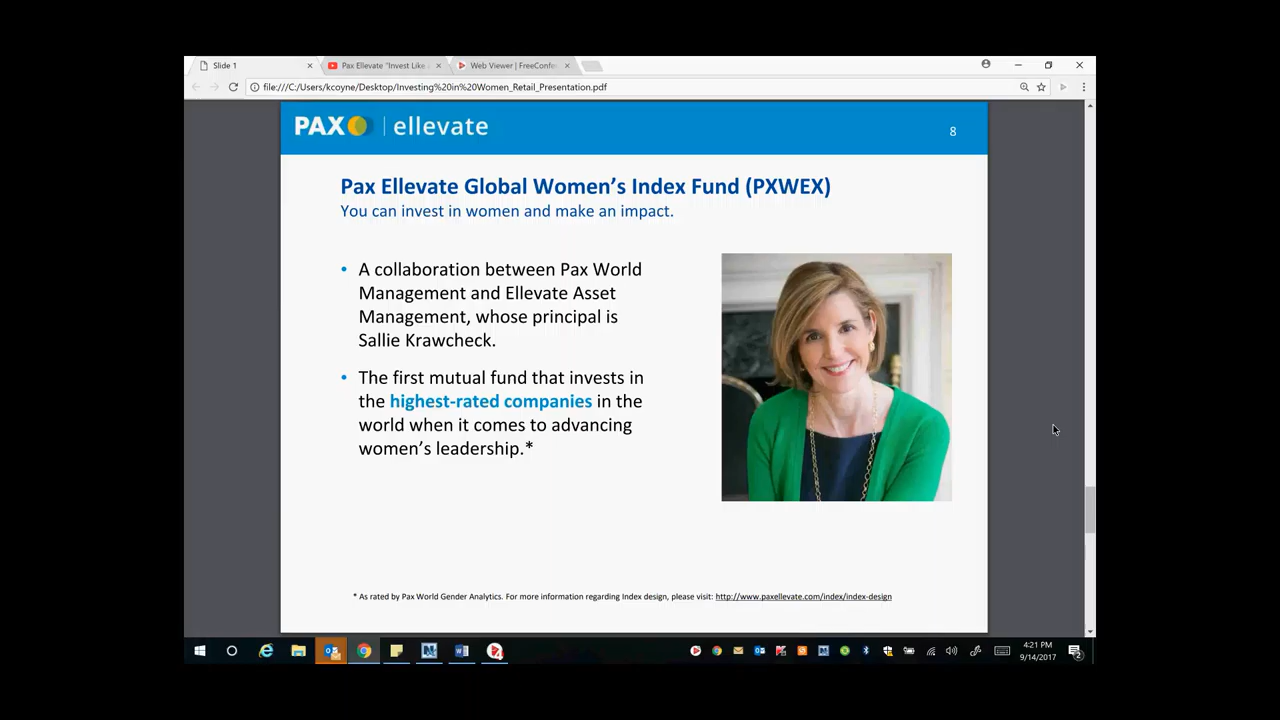 Slide 1
Pax Ellevate "Invest Like
Web Viewer | FreeConfe
file:///C:/Users/kcoyne/Desktop/Investing%20in%20Women_Retail_Presentation.pdf
PAX | ellevate
8
Pax Ellevate Global Women's Index Fund (PXWEX)
You can invest in women and make an impact.
• A collaboration between Pax World
Management and Ellevate Asset
Management, whose principal is
Sallie Krawcheck.
• The first mutual fund that invests in
the highest-rated companies in the
world when it comes to advancing
women's leadership.*
* As rated by Pax World Gender Analytics. For more information regarding Index design, please visit: http://www.paxellevate.com/index/index-design
4:21 PM
9/14/2017
2